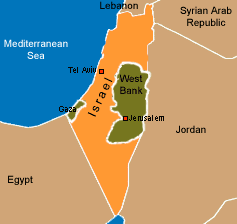 Lebanon
Syrian Arab
Republic
Mediterranean
Sea
Tel Aviv
West
Bank
Israel
Gaza
Jerusalem
Jordan
Egypt